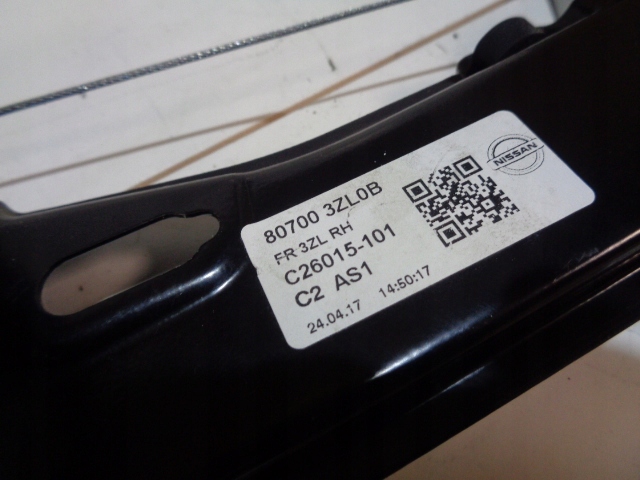 80700 3ZL0B
FR 3ZL RH
C26015-101
C2 AS1
24.04.17 14:50:17
NISSAN